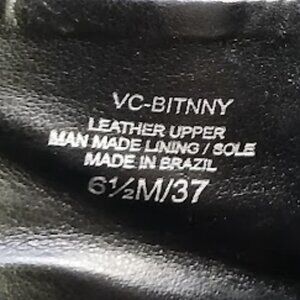 VC-BITNNY
LEATHER UPPER
MAN MADE LINING / SOLE
MADE IN BRAZIL
6½M/37